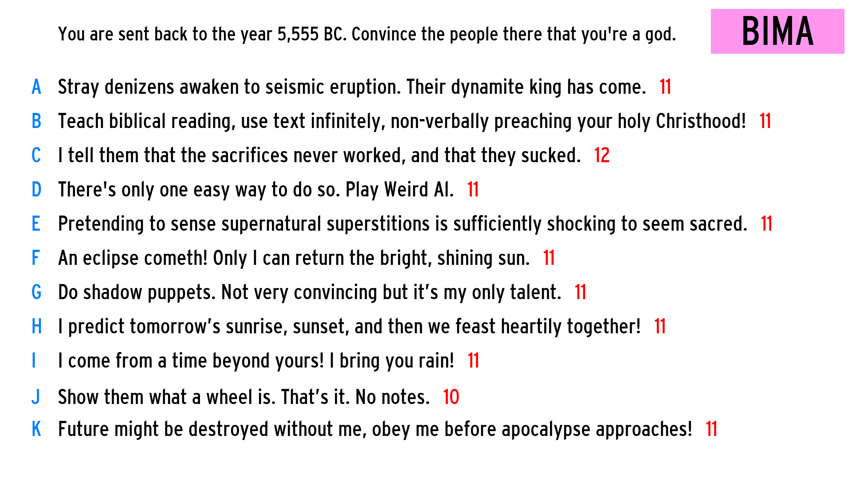 You are sent back to the year 5,555 BC. Convince the people there that you're a god.
BIMA
A Stray denizens awaken to seismic eruption. Their dynamite king has come. 11
B Teach biblical reading, use text infinitely, non-verbally preaching your holy Christhood! 11
C I tell them that the sacrifices never worked, and that they sucked. 12
D There's only one easy way to do so. Play Weird Al. 11
E Pretending to sense supernatural superstitions is sufficiently shocking to seem sacred. 11
F An eclipse cometh! Only I can return the bright, shining sun. 11
G Do shadow puppets. Not very convincing but it’s my only talent. 11
H I predict tomorrow’s sunrise, sunset, and then we feast heartily together! 11
I I come from a time beyond yours! I bring you rain! 11
J Show them what a wheel is. That’s it. No notes. 10
K Future might be destroyed without me, obey me before apocalypse approaches! 11